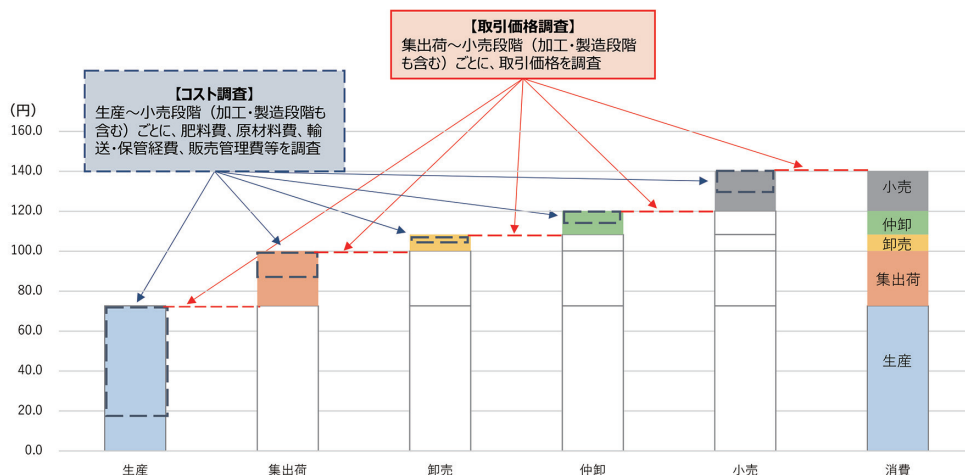 【取引価格調査】
集出荷～小売段階（加工・製造段階
も含む）ごとに、取引価格を調査
【コスト調査】
生産～小売段階（加工・製造段階も
含む）ごとに、肥料費、原材料費、輸
送・保管経費、販売管理費等を調査
(円)
160.0
140.0
120.0
100.0
80.0
60.0
40.0
20.0
0.0
小売
仲卸
卸売
集出荷
生産
生産
集出荷
卸売
仲卸
小売
消費